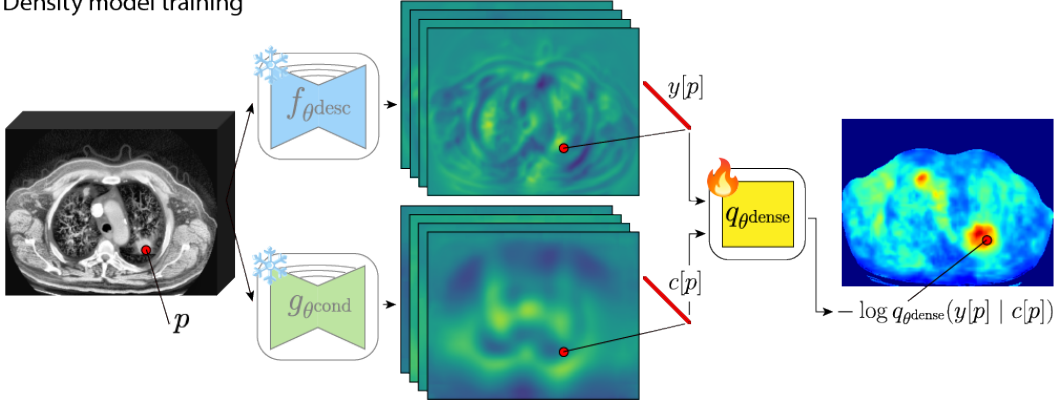 Density model training
f_θdesc
y[p]
q_θdense
g_θcond
c[p]
p
− log q_θdense(y[p] | c[p])